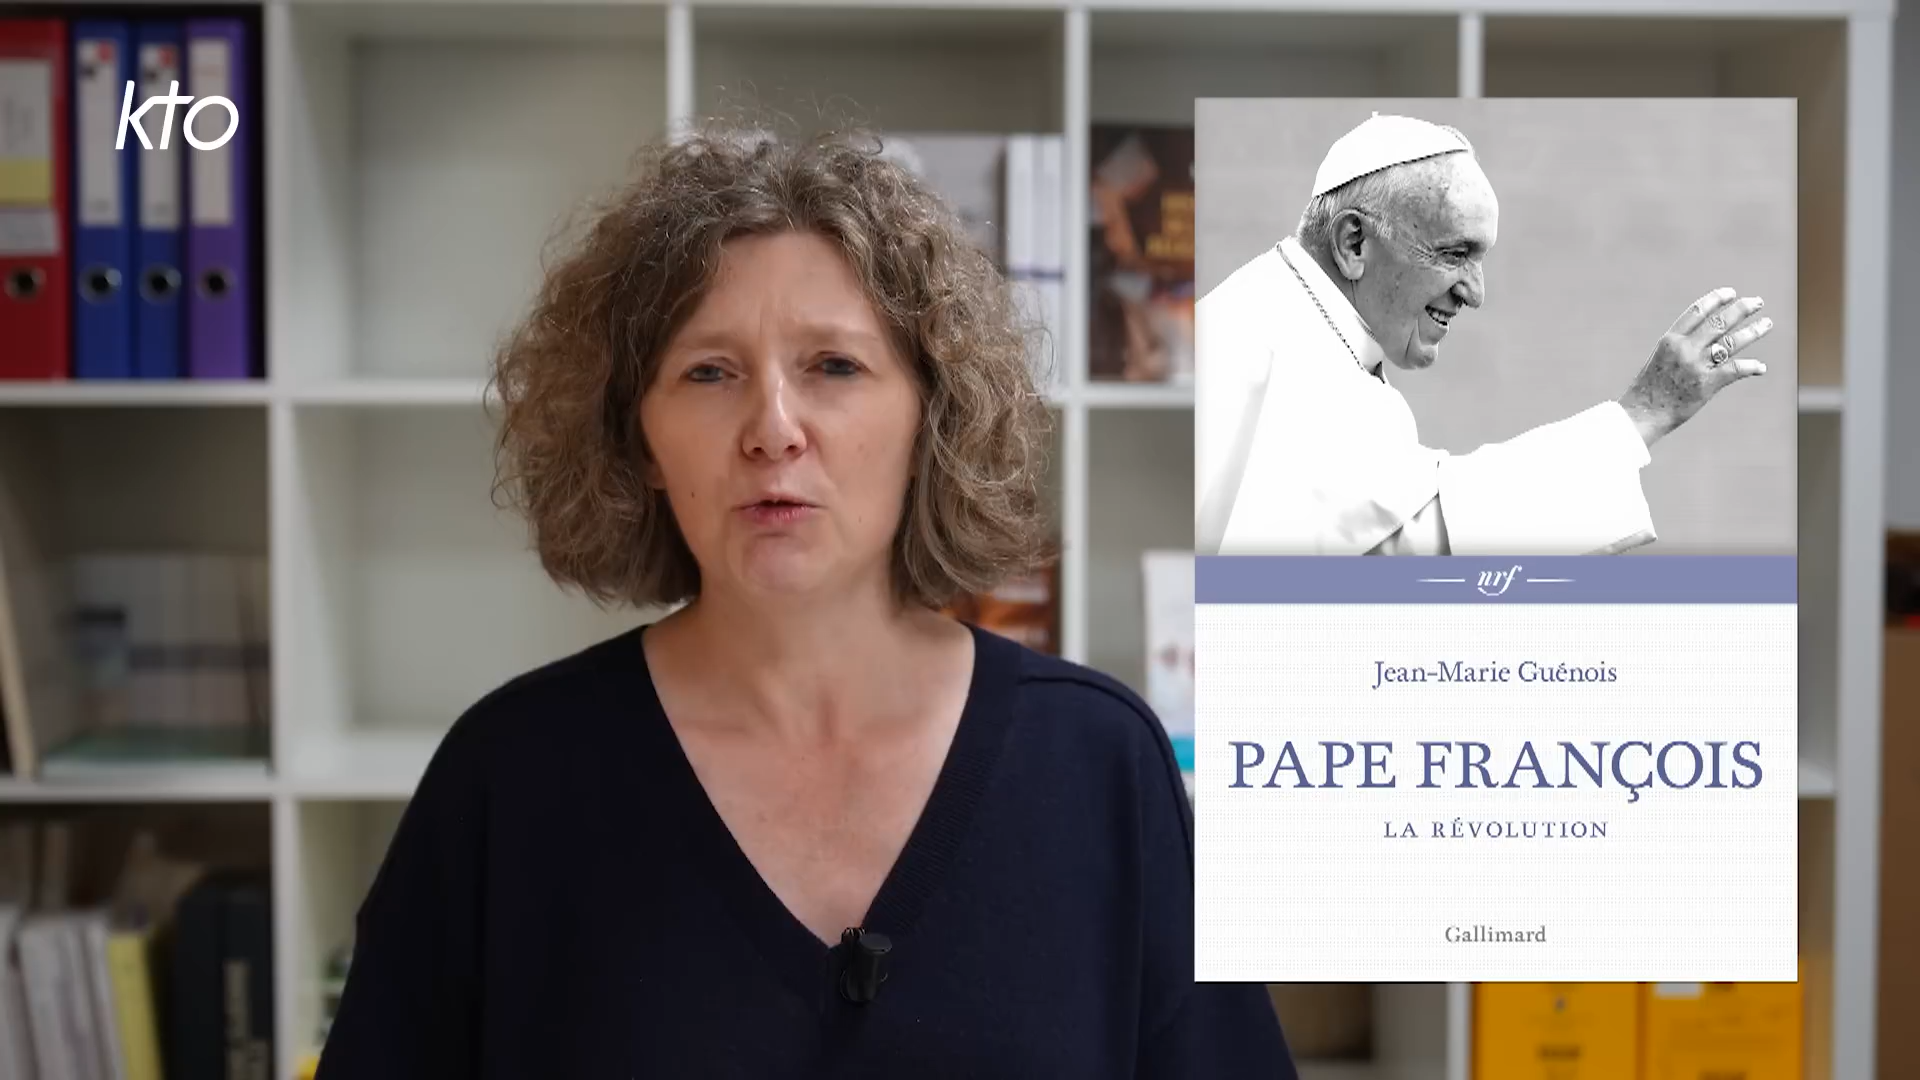 kto
nrf
Jean-Marie Guénois
PAPE FRANÇOIS
LA RÉVOLUTION
Gallimard